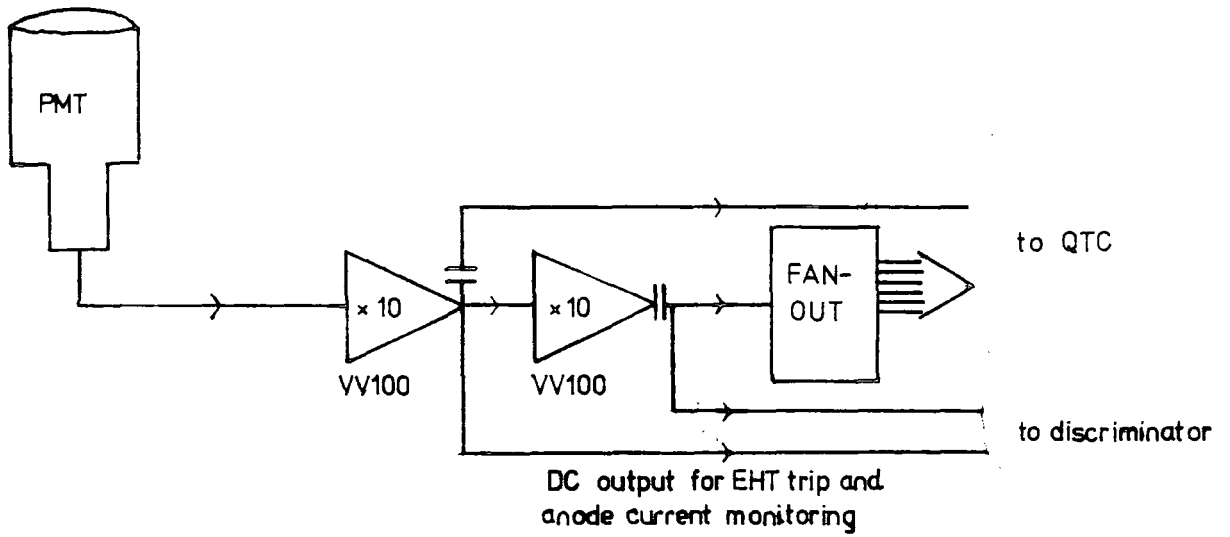 PMT
to QTC
× 10
× 10
FAN-
OUT
VV100
VV100
to discriminator
DC output for EHT trip and
anode current monitoring